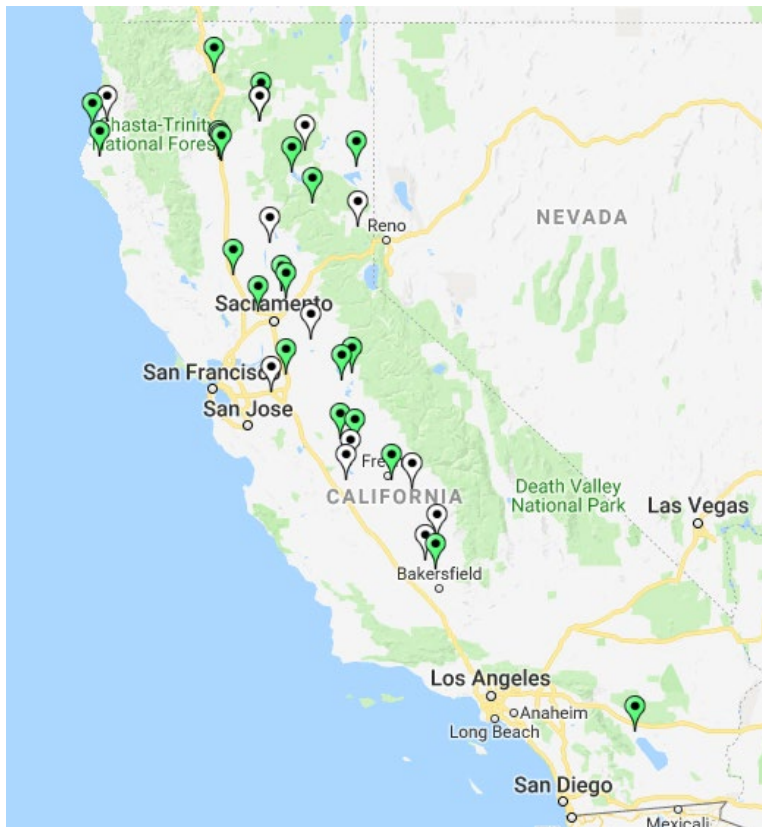 Shasta-Trinity
National Forest
Reno
NEVADA
Sacramento
San Francisco
San Jose
CALIFORNIA
Death Valley
National Park
Las Vegas
Bakersfield
Los Angeles
Anaheim
Long Beach
San Diego
Mexicali